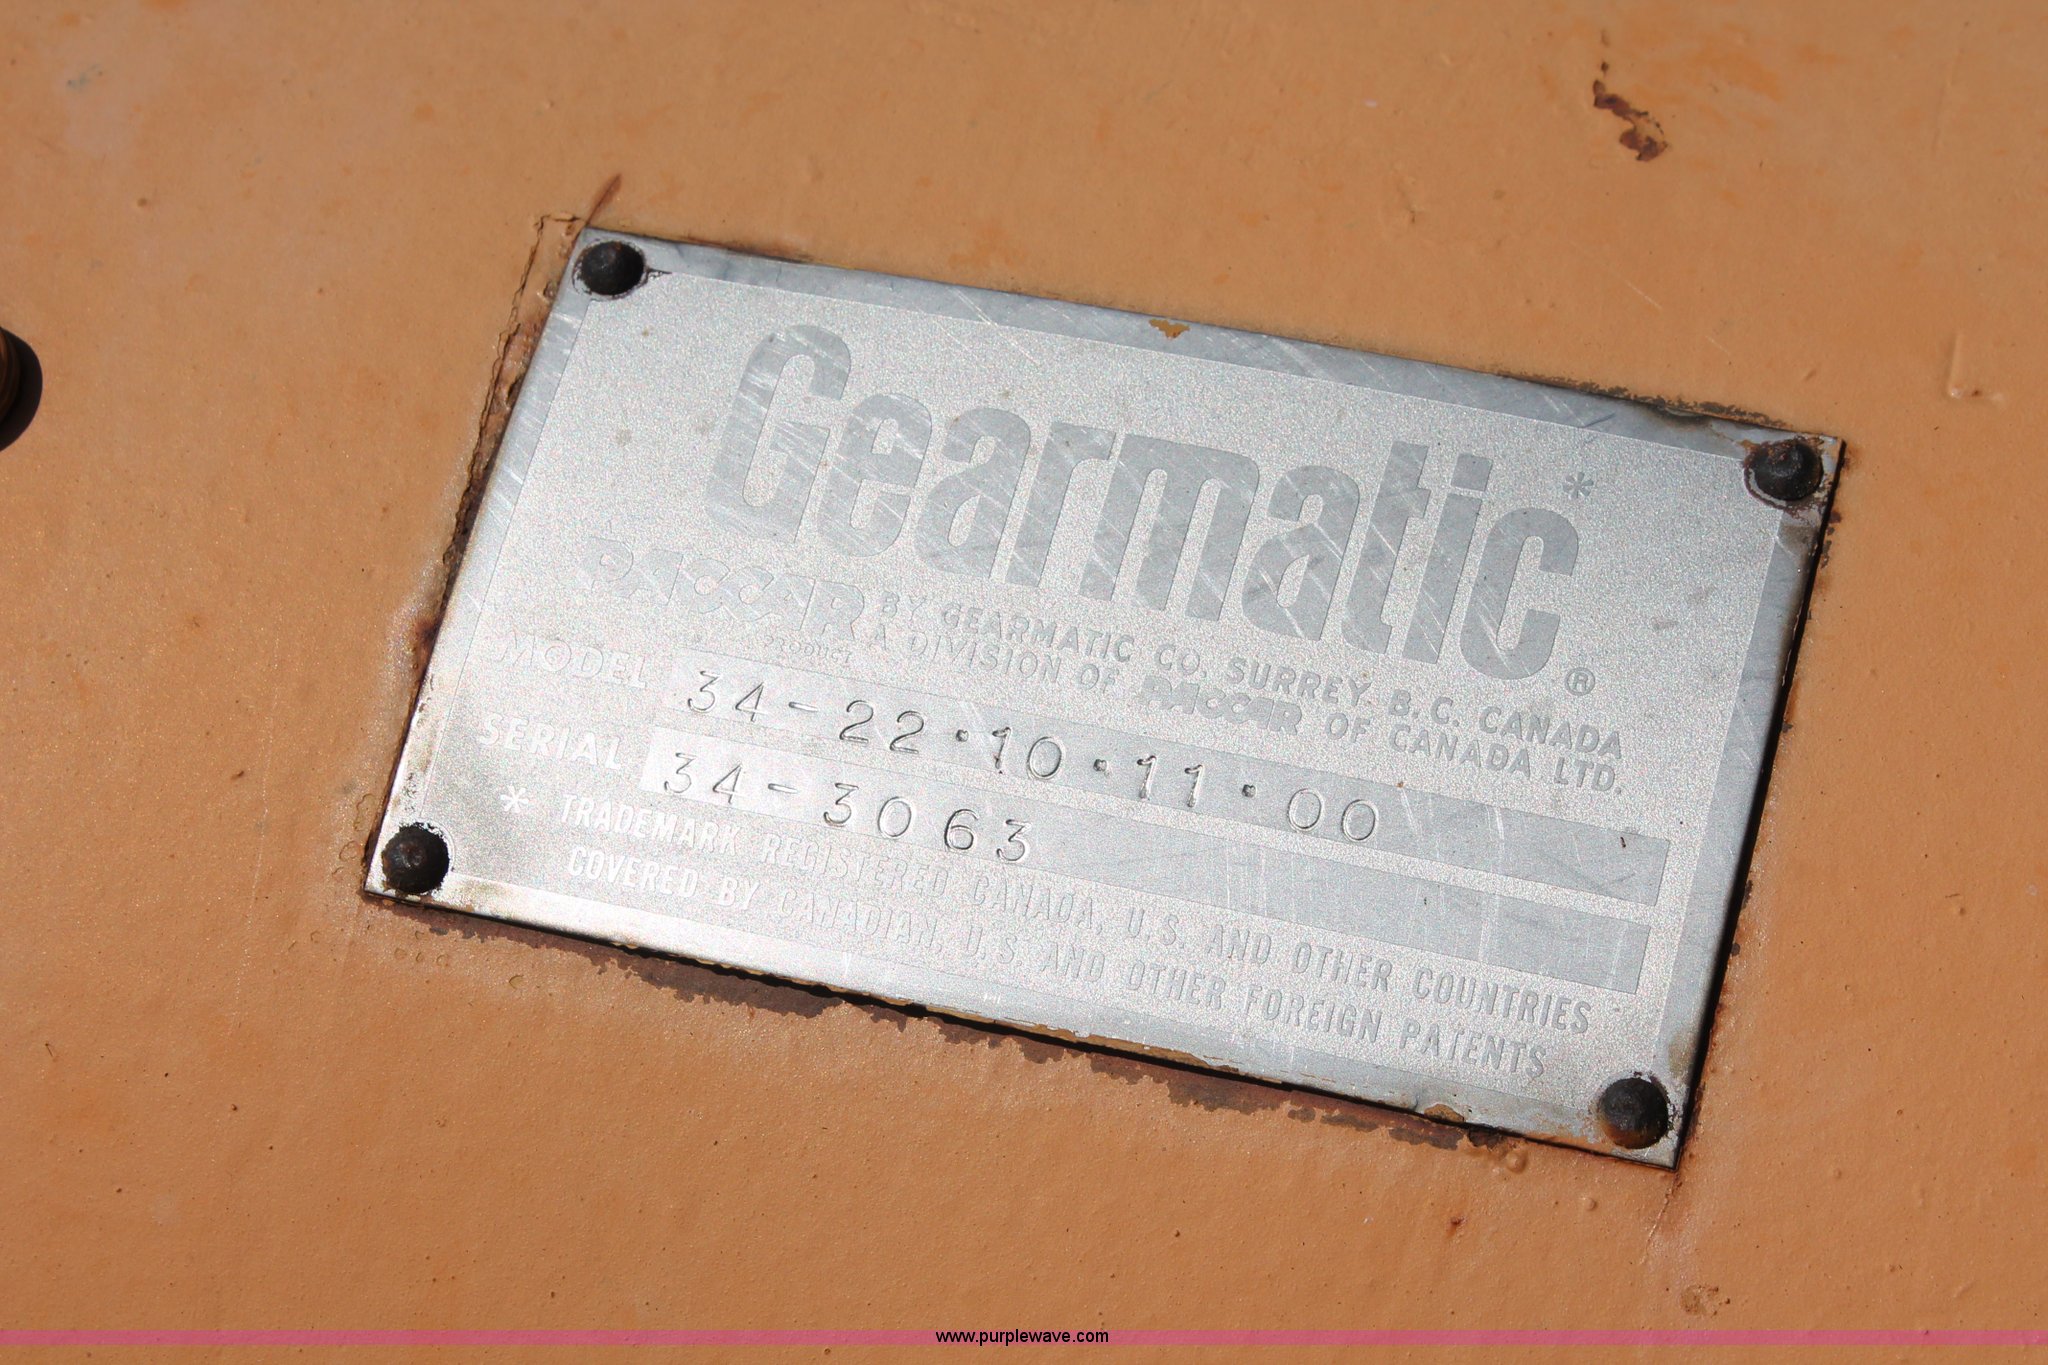 Gearmatic*®
PACCAR BY GEARMATIC CO. SURREY. B.C. CANADA
PRODUCT A DIVISION OF PACCAR OF CANADA LTD.
MODEL 34-22·10·11·00
SERIAL 34-3063
* TRADEMARK REGISTERED CANADA, U.S. AND OTHER COUNTRIES
COVERED BY CANADIAN, U.S. AND OTHER FOREIGN PATENTS
www.purplewave.com